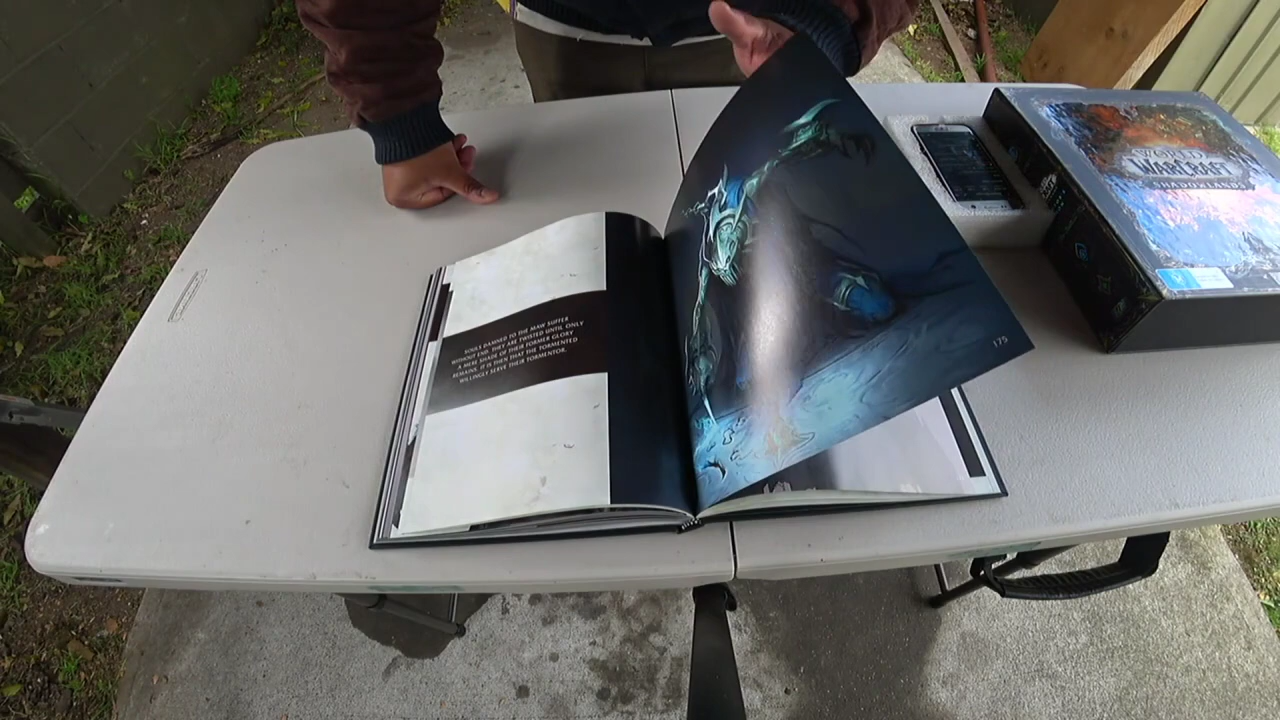 SOULS DAMNED TO THE MAW SUFFER
WITHOUT END. THEY ARE TWISTED UNTIL ONLY
A MERE SHADE OF THEIR FORMER GLORY
REMAINS. IT IS THEN THAT THE TORMENTED
WILLINGLY SERVE THEIR TORMENTOR.
175
WORLD
WARCRAFT